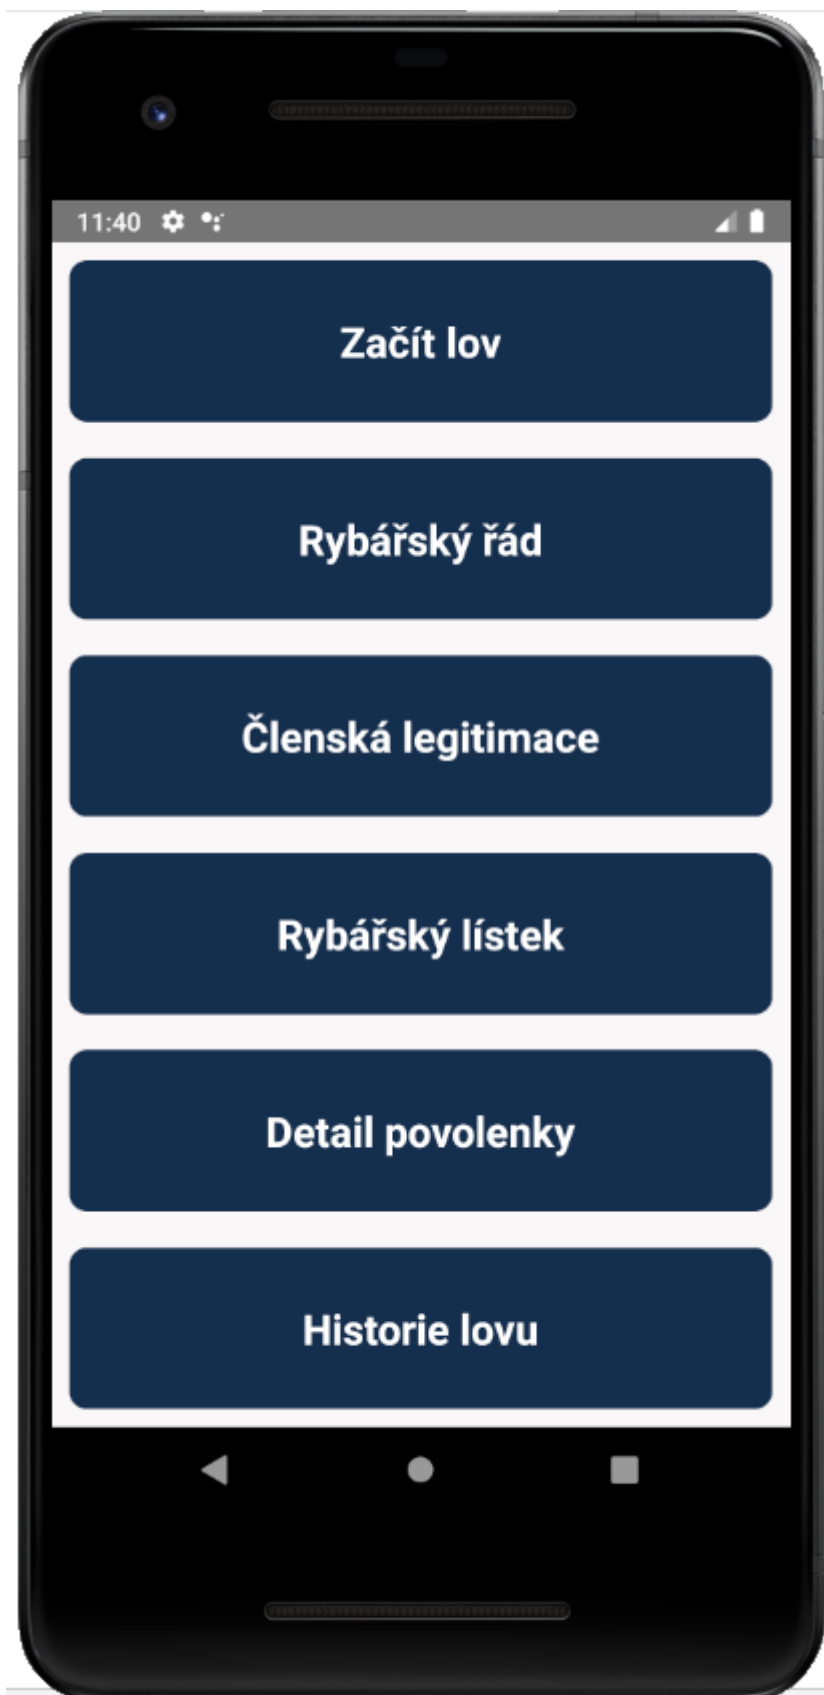 11:40
Začít lov
Rybářský řád
Členská legitimace
Rybářský lístek
Detail povolenky
Historie lovu